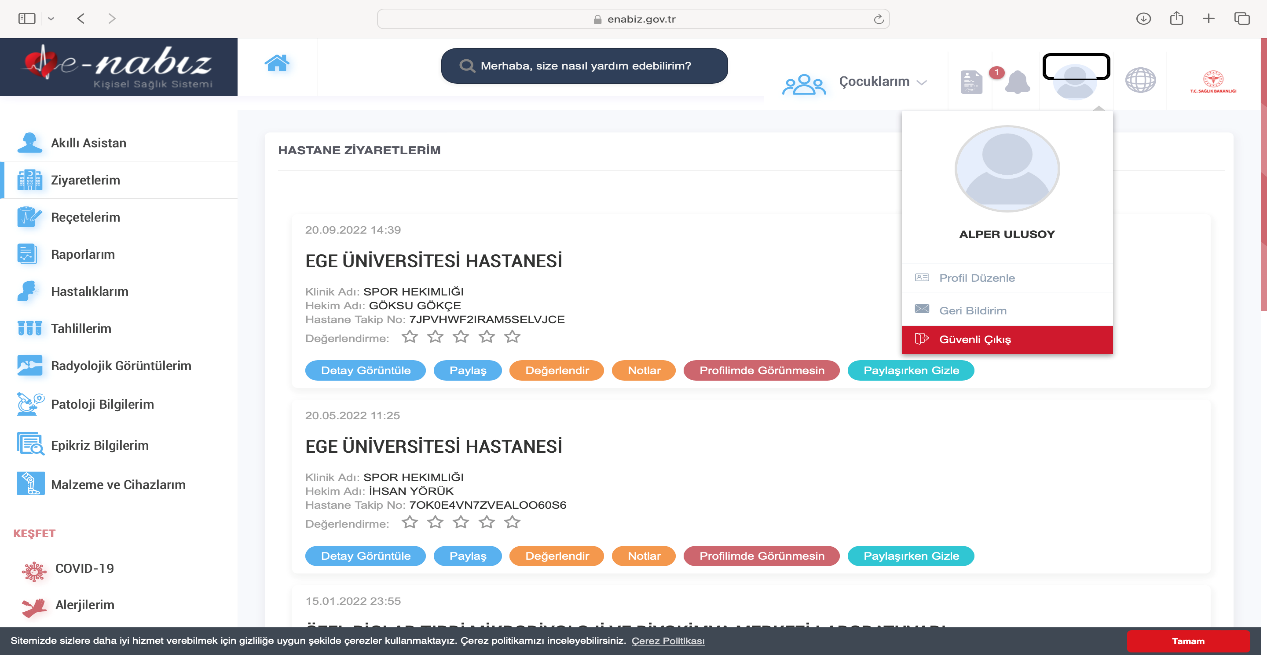 enabiz.gov.tr
e-nabız
Kişisel Sağlık Sistemi
Merhaba, size nasıl yardım edebilirim?
Çocuklarım
1
T.C. SAĞLIK BAKANLIĞI
Akıllı Asistan
Ziyaretlerim
Reçetelerim
Raporlarım
Hastalıklarım
Tahlillerim
Radyolojik Görüntülerim
Patoloji Bilgilerim
Epikriz Bilgilerim
Malzeme ve Cihazlarım
KEŞFET
COVID-19
Alerjilerim
HASTANE ZİYARETLERİM
20.09.2022 14:39
EGE ÜNİVERSİTESİ HASTANESİ
Klinik Adı: SPOR HEKIMLIĞI
Hekim Adı: GÖKSU GÖKÇE
Hastane Takip No: 7JPVHWF2IRAM5SELVJCE
Değerlendirme:
Detay Görüntüle Paylaş Değerlendir Notlar Profilimde Görünmesin Paylaşırken Gizle
20.05.2022 11:25
EGE ÜNİVERSİTESİ HASTANESİ
Klinik Adı: SPOR HEKIMLIĞI
Hekim Adı: İHSAN YÖRÜK
Hastane Takip No: 7OK0E4VN7ZVEALOO60S6
Değerlendirme:
Detay Görüntüle Paylaş Değerlendir Notlar Profilimde Görünmesin Paylaşırken Gizle
15.01.2022 23:55
ALPER ULUSOY
Profil Düzenle
Geri Bildirim
Güvenli Çıkış
Sitemizde sizlere daha iyi hizmet verebilmek için gizliliğe uygun şekilde çerezler kullanmaktayız. Çerez politikamızı inceleyebilirsiniz. Çerez Politikası
Tamam